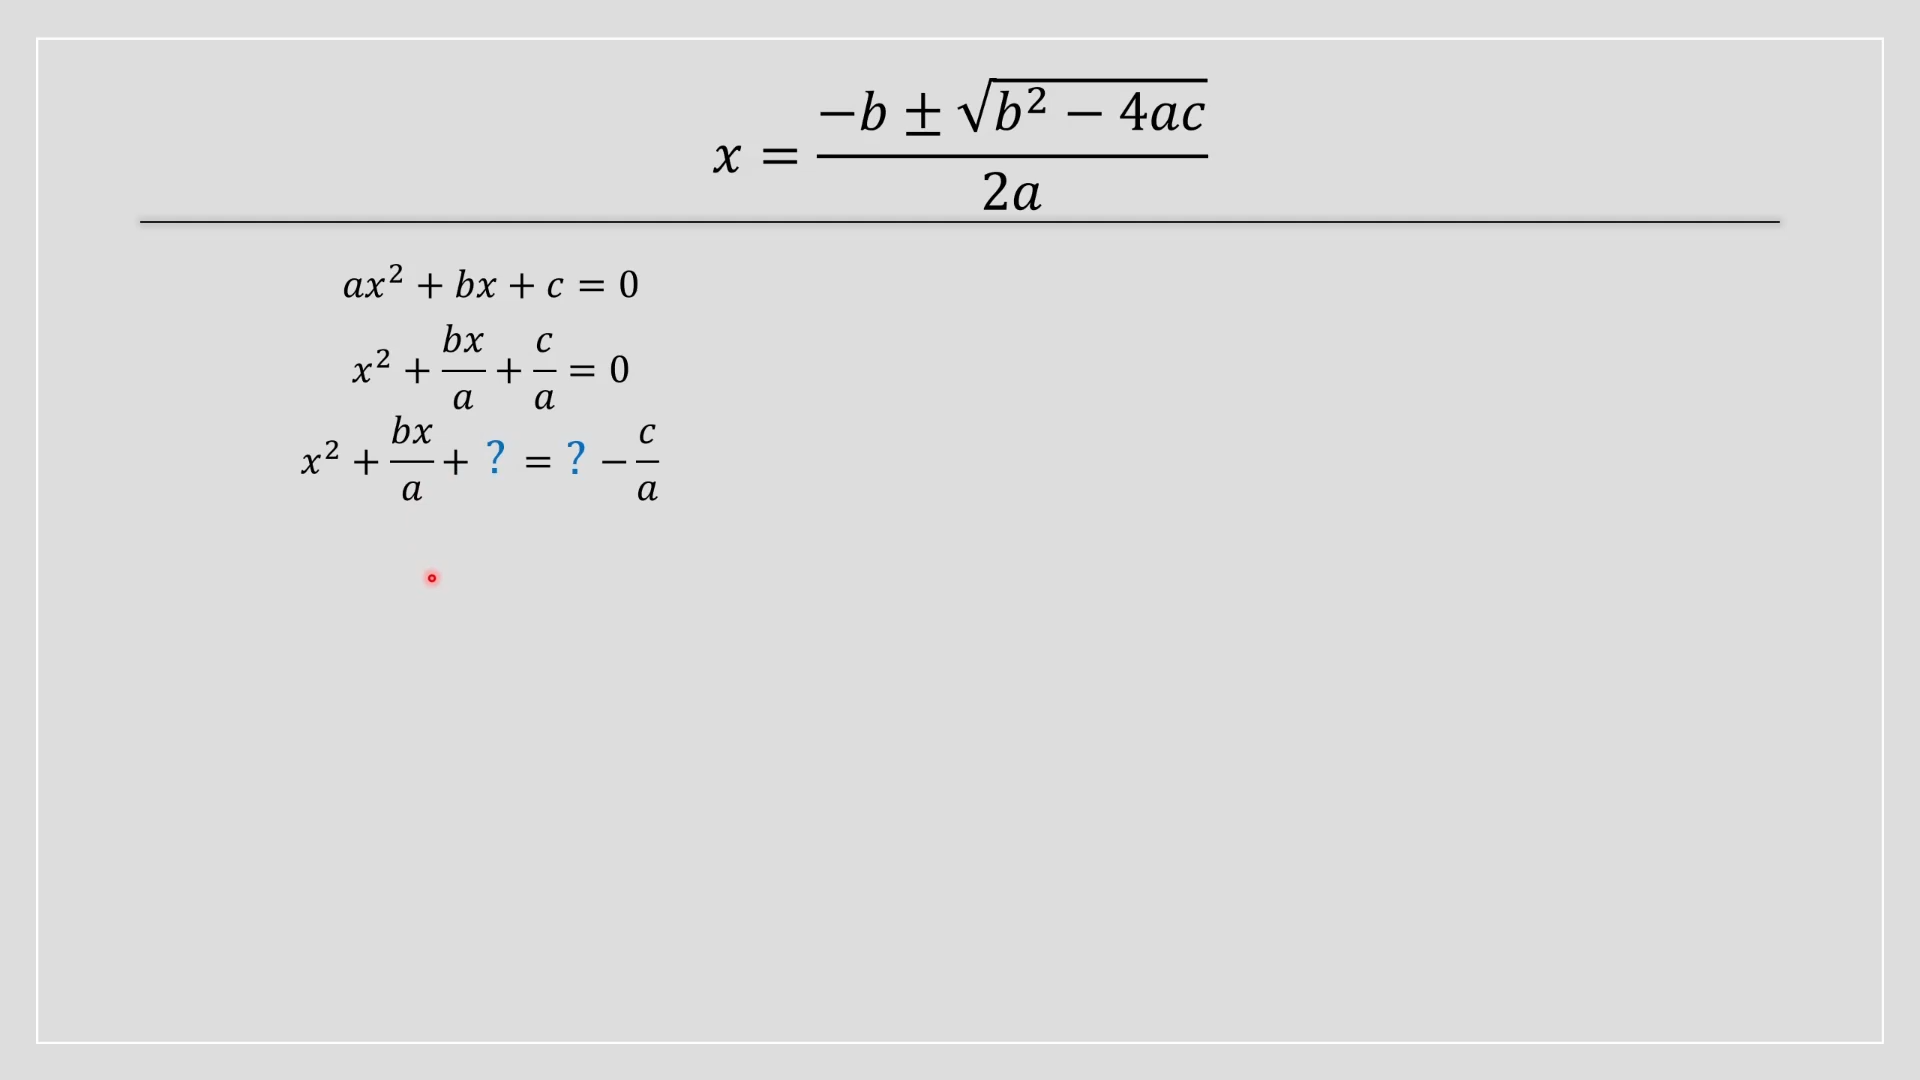 x = (−b ± √(b² − 4ac)) / 2a
ax² + bx + c = 0
x² + bx/a + c/a = 0
x² + bx/a + ? = ? − c/a